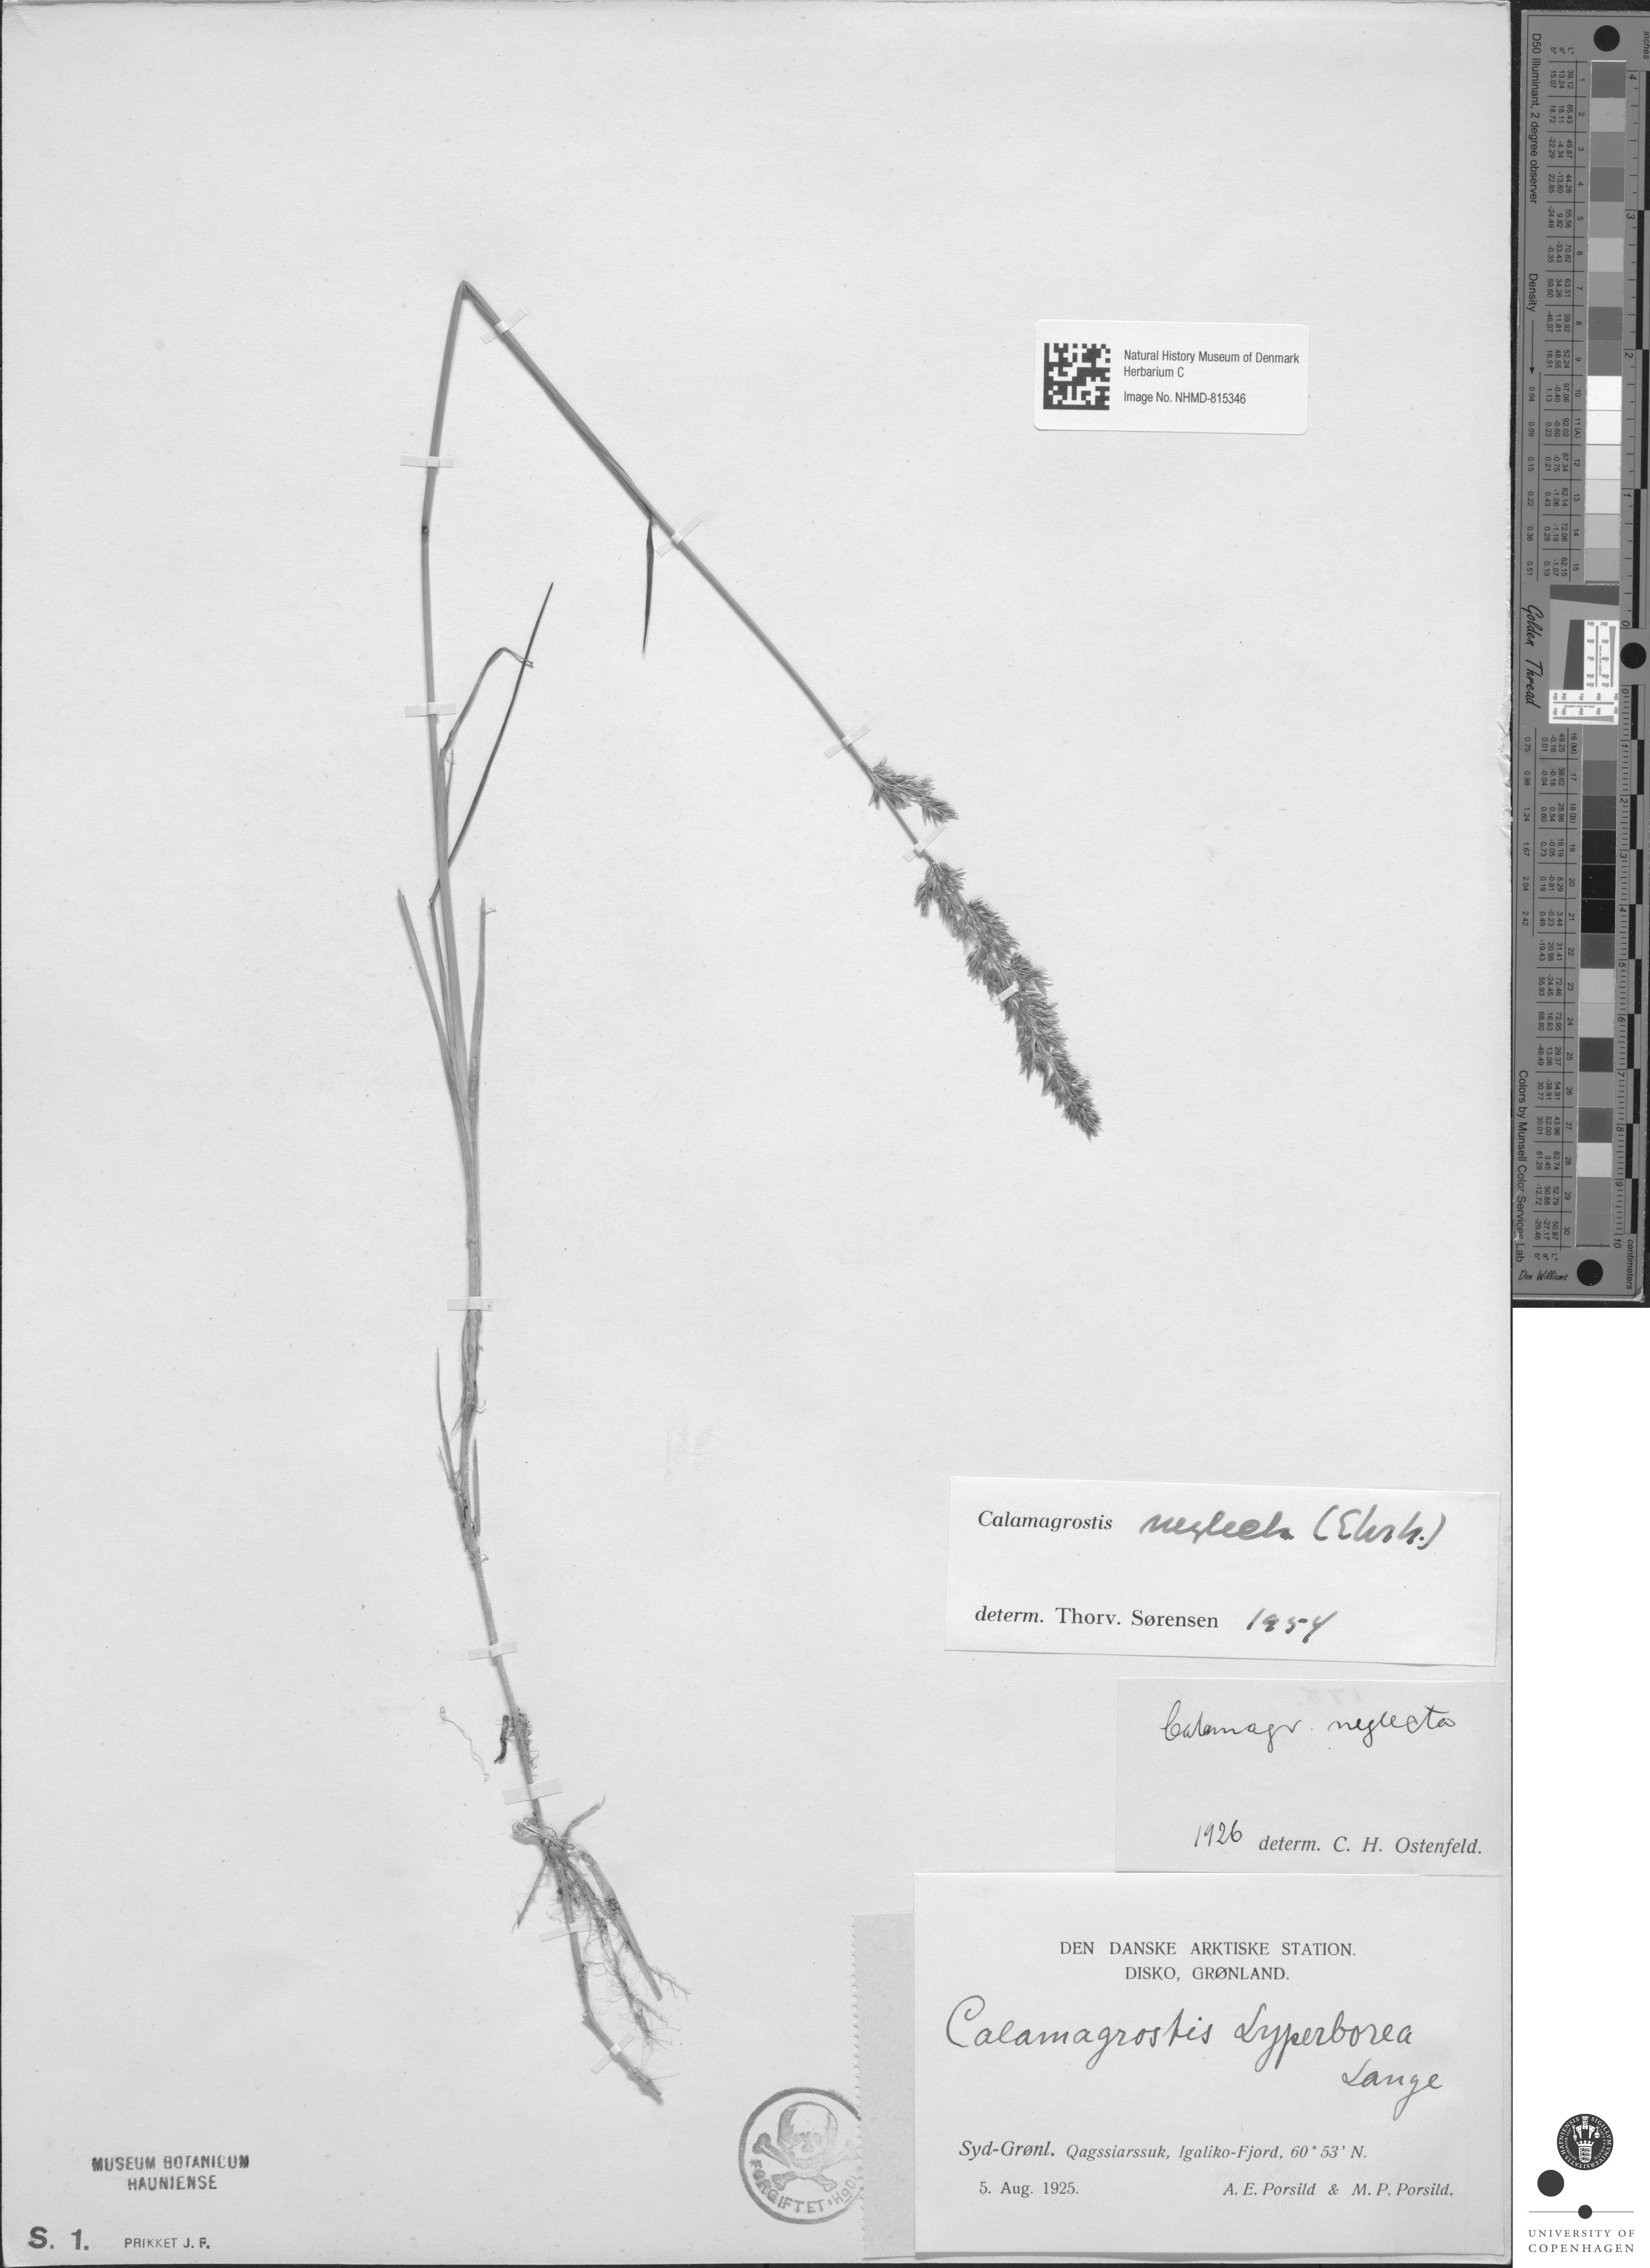 Natural History Museum of Denmark
Herbarium C
Image No. NHMD-815346
Calamagrostis neglecta (Ehrh.)
determ. Thorv. Sørensen 1954
Calamagr. neglecta
1926 determ. C. H. Ostenfeld.
DEN DANSKE ARKTISKE STATION.
DISKO, GRØNLAND.
Calamagrostis hyperborea
Lange
Syd-Grønl. Qagssiarssuk, Igaliko-Fjord, 60° 53' N.
5. Aug. 1925. A. E. Porsild & M. P. Porsild.
FORGIFTET:
MUSEUM BOTANICUM
HAUNIENSE
S. 1. PRIKKET J. F.
D50 Illuminant, 2 degree observer
Density
Golden Thread
Colors by Munsell Color Services Lab
Don Williams
inches
centimeters
UNIVERSITY OF
COPENHAGEN